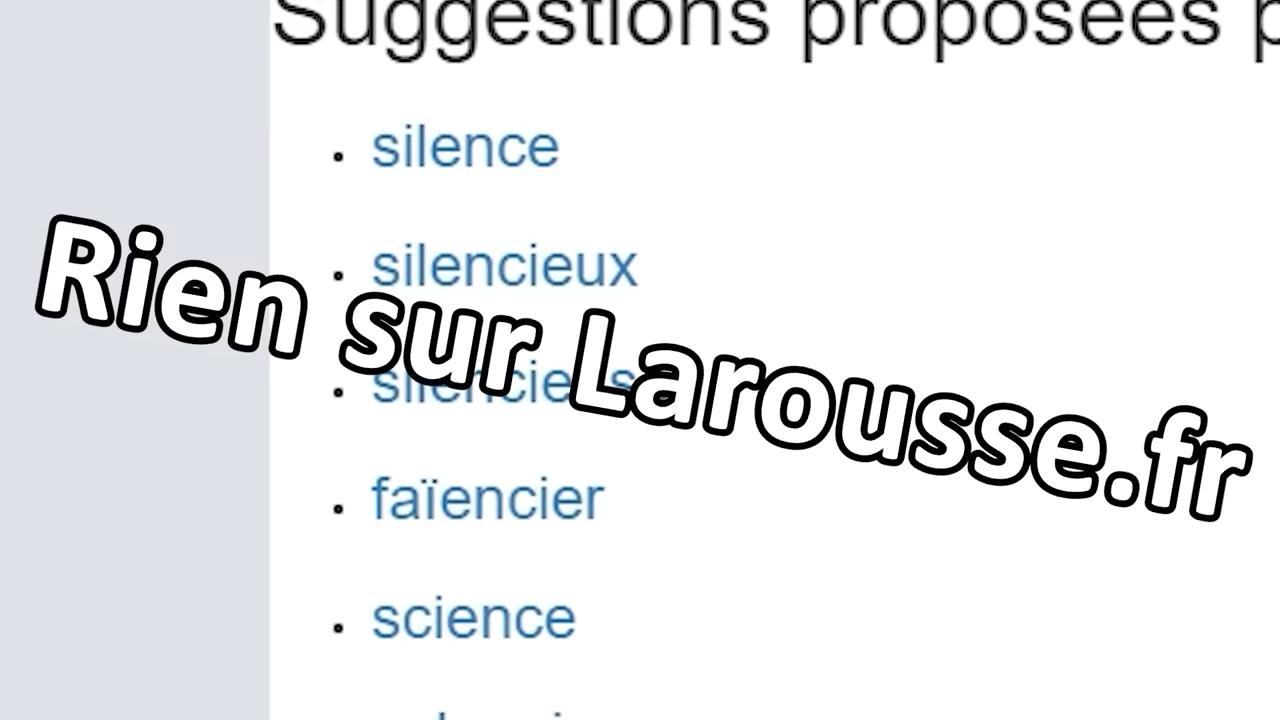 Suggestions proposées
silence
silencieux
Rien sur Larousse.fr
faïencier
science